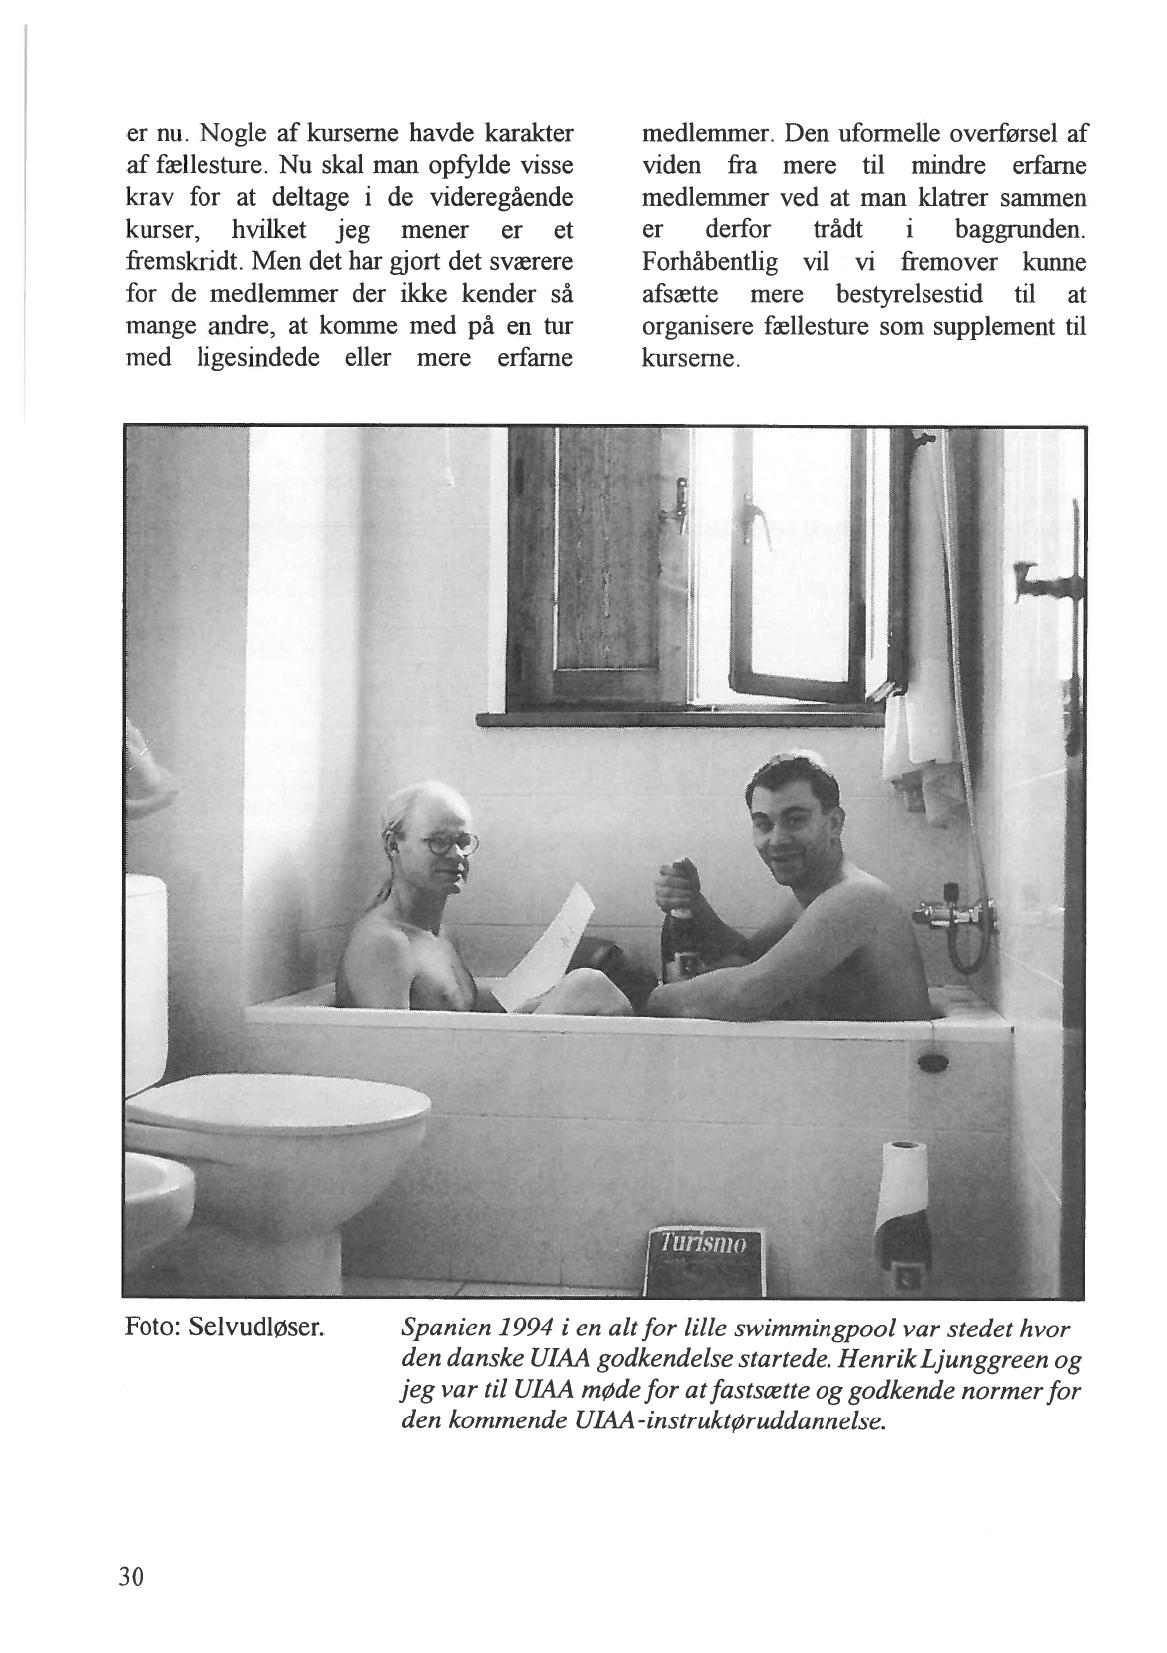 er nu. Nogle af kurserne havde karakter
af fællesture. Nu skal man opfylde visse
krav for at deltage i de videregående
kurser, hvilket jeg mener er et
fremskridt. Men det har gjort det sværere
for de medlemmer der ikke kender så
mange andre, at komme med på en tur
med ligesindede eller mere erfarne
medlemmer. Den uformelle overførsel af
viden fra mere til mindre erfarne
medlemmer ved at man klatrer sammen
er derfor trådt i baggrunden.
Forhåbentlig vil vi fremover kunne
afsætte mere bestyrelsestid til at
organisere fællesture som supplement til
kurserne.
Turismo
Foto: Selvudløser.
Spanien 1994 i en alt for lille swimmingpool var stedet hvor
den danske UIAA godkendelse startede. Henrik Ljunggreen og
jeg var til UIAA møde for at fastsætte og godkende normer for
den kommende UIAA-instruktøruddannelse.
30